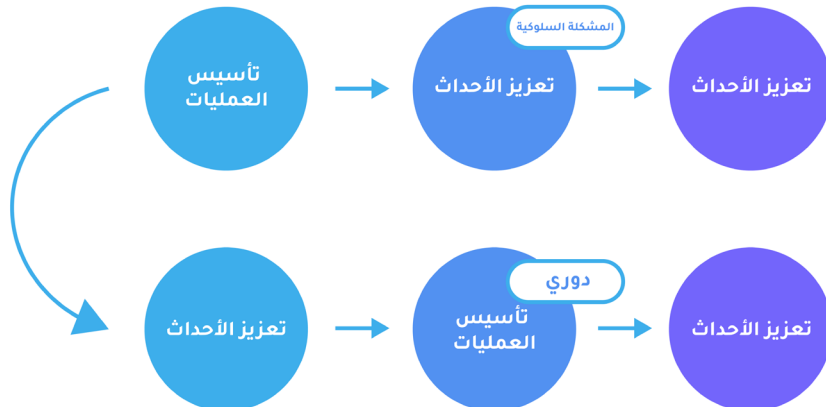 تأسيس
العمليات
المشكلة السلوكية
تعزيز الأحداث
تعزيز الأحداث
تعزيز الأحداث
دوري
تأسيس
العمليات
تعزيز الأحداث